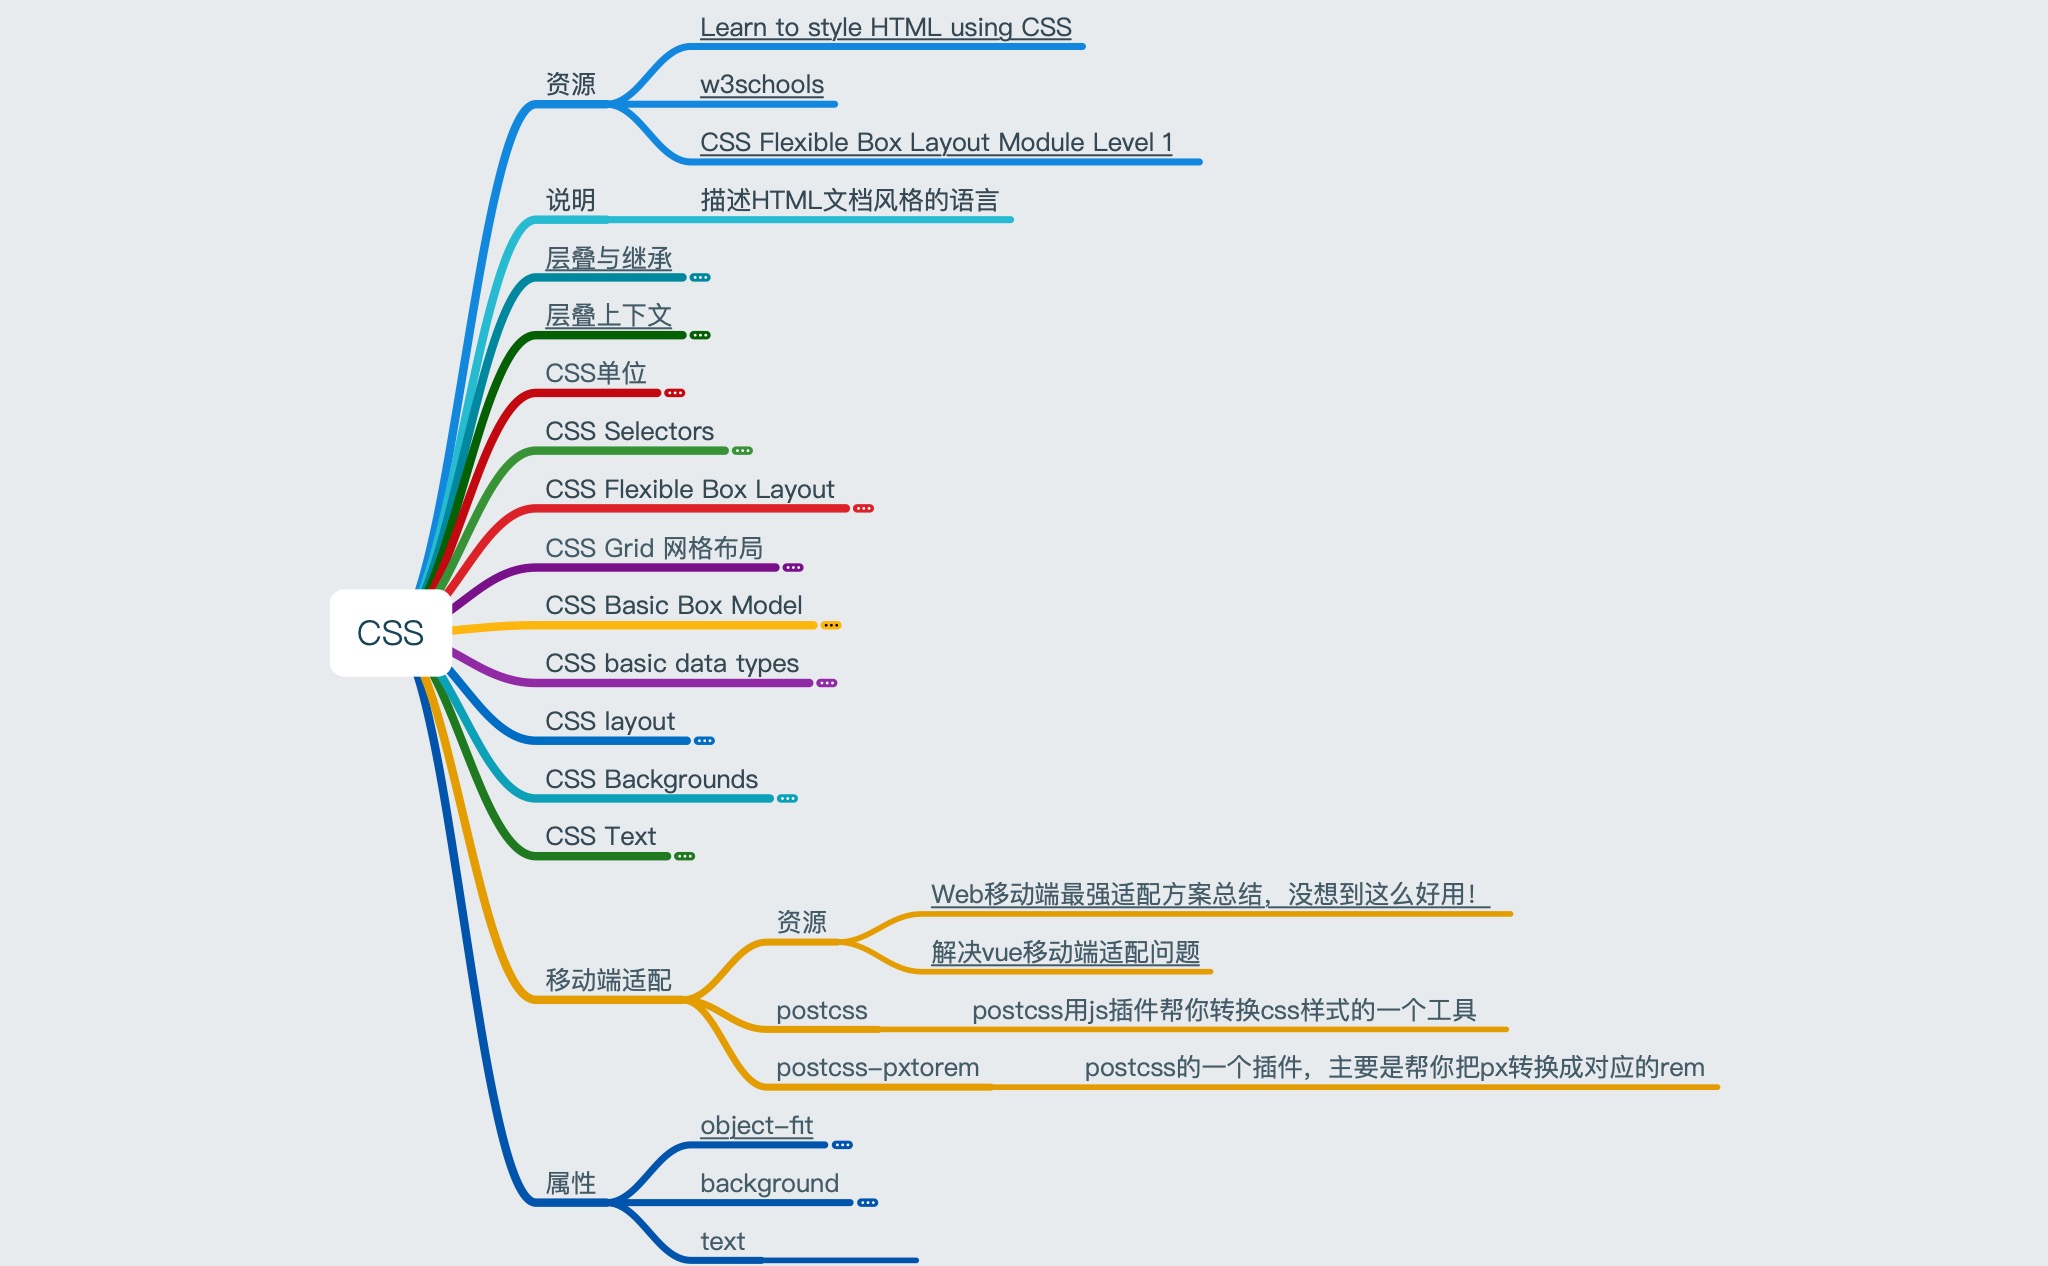 Learn to style HTML using CSS
资源
w3schools
CSS Flexible Box Layout Module Level 1
说明
描述HTML文档风格的语言
层叠与继承
层叠上下文
CSS单位
CSS Selectors
CSS Flexible Box Layout
CSS Grid 网格布局
CSS Basic Box Model
CSS
CSS basic data types
CSS layout
CSS Backgrounds
CSS Text
Web移动端最强适配方案总结，没想到这么好用！
资源
解决vue移动端适配问题
移动端适配
postcss
postcss用js插件帮你转换css样式的一个工具
postcss-pxtorem
postcss的一个插件，主要是帮你把px转换成对应的rem
object-fit
属性
background
text